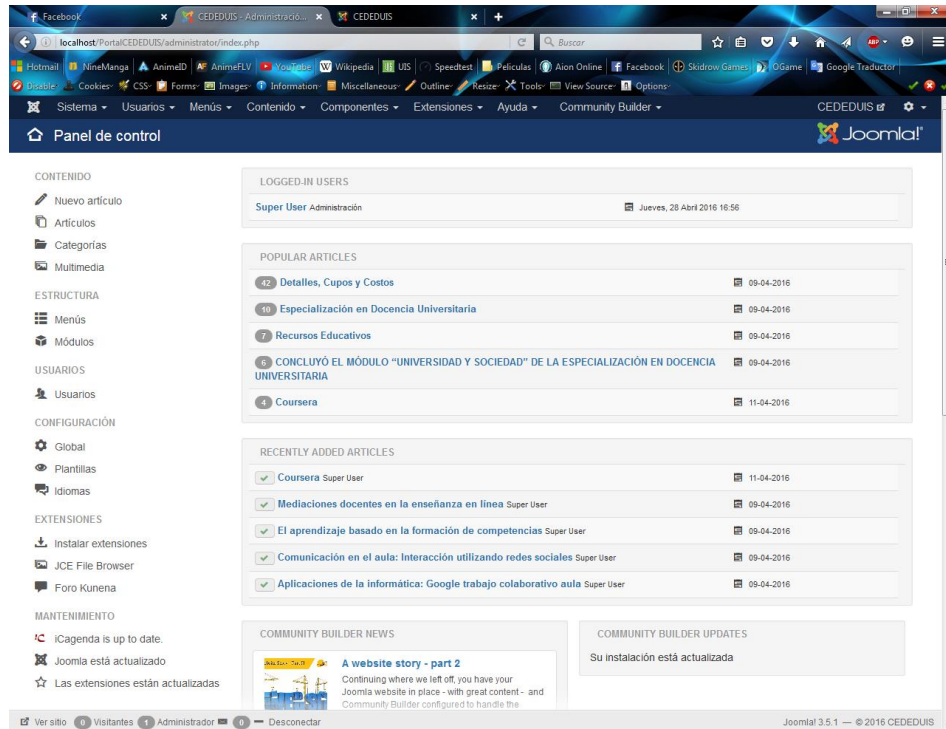 Facebook
CEDEDUIS - Administració...
CEDEDUIS
localhost/PortalCEDEDUIS/administrator/index.php
Buscar
ABP
Hotmail NineManga AnimeID AnimeFLV YouTube Wikipedia UIS Speedtest Peliculas Aion Online Facebook Skidrow Games OGame Google Traductor
Disable Cookies CSS Forms Images Information Miscellaneous Outline Resize Tools View Source Options
Sistema Usuarios Menús Contenido Componentes Extensiones Ayuda Community Builder CEDEDUIS
Panel de control
Joomla!
CONTENIDO
Nuevo artículo
Artículos
Categorías
Multimedia
ESTRUCTURA
Menús
Módulos
USUARIOS
Usuarios
CONFIGURACIÓN
Global
Plantillas
Idiomas
EXTENSIONES
Instalar extensiones
JCE File Browser
Foro Kunena
MANTENIMIENTO
iCagenda is up to date.
Joomla está actualizado
Las extensiones están actualizadas
LOGGED-IN USERS
Super User Administración Jueves, 28 Abril 2016 16:56
POPULAR ARTICLES
42 Detalles, Cupos y Costos 09-04-2016
10 Especialización en Docencia Universitaria 09-04-2016
7 Recursos Educativos 09-04-2016
6 CONCLUYÓ EL MÓDULO “UNIVERSIDAD Y SOCIEDAD” DE LA ESPECIALIZACIÓN EN DOCENCIA 09-04-2016
UNIVERSITARIA
4 Coursera 11-04-2016
RECENTLY ADDED ARTICLES
Coursera Super User 11-04-2016
Mediaciones docentes en la enseñanza en línea Super User 09-04-2016
El aprendizaje basado en la formación de competencias Super User 09-04-2016
Comunicación en el aula: Interacción utilizando redes sociales Super User 09-04-2016
Aplicaciones de la informática: Google trabajo colaborativo aula Super User 09-04-2016
COMMUNITY BUILDER NEWS
A website story - part 2
Continuing where we left off, you have your
Joomla website in place - with great content - and
Community Builder configured to handle the
COMMUNITY BUILDER UPDATES
Su instalación está actualizada
Ver sitio 0 Visitantes 1 Administrador 0 Desconectar
Joomla! 3.5.1 — © 2016 CEDEDUIS